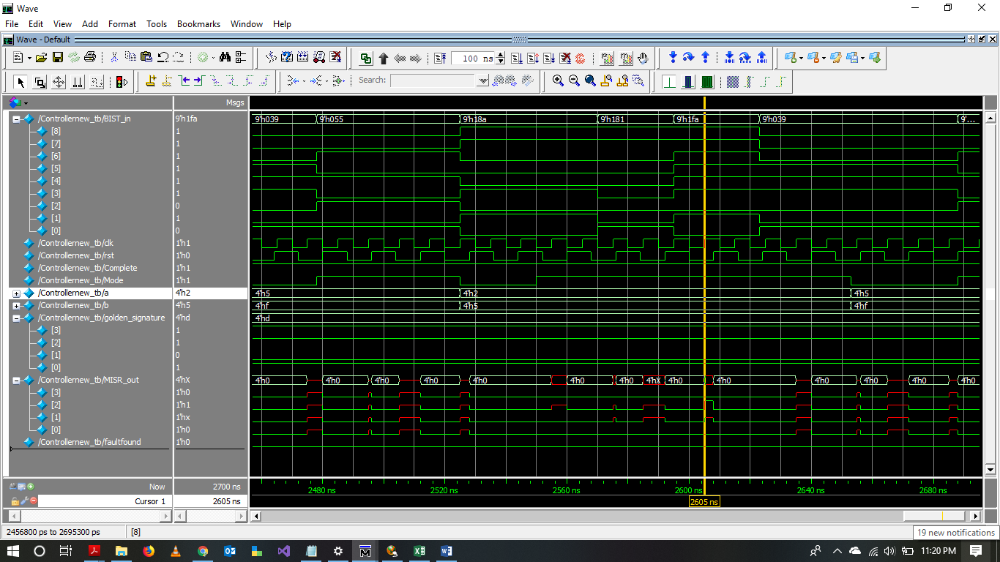 Wave
File Edit View Add Format Tools Bookmarks Window Help
Wave - Default
100 ns
Search:
Msgs
/Controllernew_tb/BIST_in 9'h1fa 9'h039 9'h055 9'h18a 9'h181 9'h1fa 9'h039 9'...
[8] 1
[7] 1
[6] 1
[5] 1
[4] 1
[3] 1
[2] 0
[1] 1
[0] 0
/Controllernew_tb/clk 1'h1
/Controllernew_tb/rst 1'h0
/Controllernew_tb/Complete 1'h1
/Controllernew_tb/Mode 1'h1
/Controllernew_tb/a 4'h2 4'h5 4'h2 4'h5
/Controllernew_tb/b 4'h5 4'hf 4'h5 4'hf
/Controllernew_tb/golden_signature 4'hd 4'hd
[3] 1
[2] 1
[1] 0
[0] 1
/Controllernew_tb/MISR_out 4'hX 4'h0 4'h0 4'h0 4'h0 4'h0 4'h0 4'h0 4'hX 4'h0 4'h0 4'h0 4'h0 4'h0 4'h0
[3] 1'h0
[2] 1'h1
[1] 1'hx
[0] 1'h0
/Controllernew_tb/faultfound 1'h0
Now 2700 ns 2480 ns 2520 ns 2560 ns 2600 ns 2640 ns 2680 ns
Cursor 1 2605 ns 2605 ns
2456800 ps to 2695300 ps [8]
19 new notifications
11:20 PM